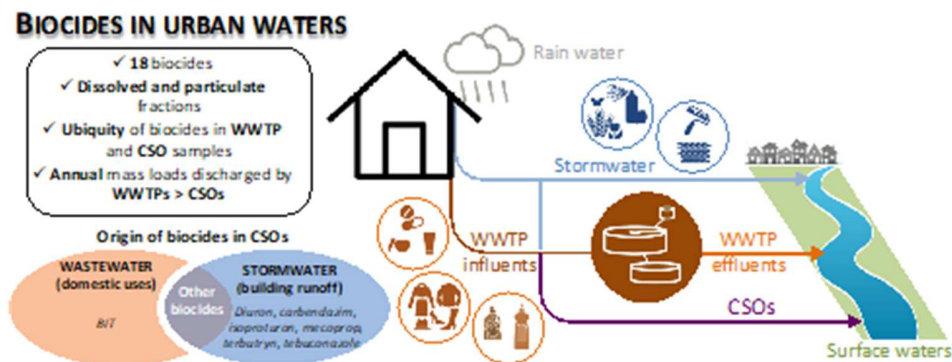 BIOCIDES IN URBAN WATERS
✓ 18 biocides
✓ Dissolved and particulate
fractions
✓ Ubiquity of biocides in WWTP
and CSO samples
✓ Annual mass loads discharged by
WWTPs > CSOs
Origin of biocides in CSOs
WASTEWATER
(domestic uses)
BIT
Other
biocides
STORMWATER
(building runoff)
Diuron, carbendazim,
isoproturon, mecoprop,
terbutryn, tebuconazole
Rain water
Stormwater
WWTP
influents
WWTP
effluents
CSOs
Surface waters